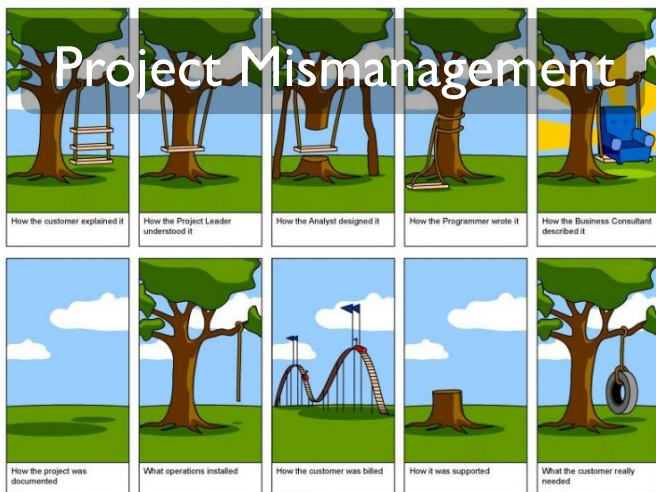 Project Mismanagement
How the customer explained it
How the Project Leader
understood it
How the Analyst designed it
How the Programmer wrote it
How the Business Consultant
described it
How the project was
documented
What operations installed
How the customer was billed
How it was supported
What the customer really
needed